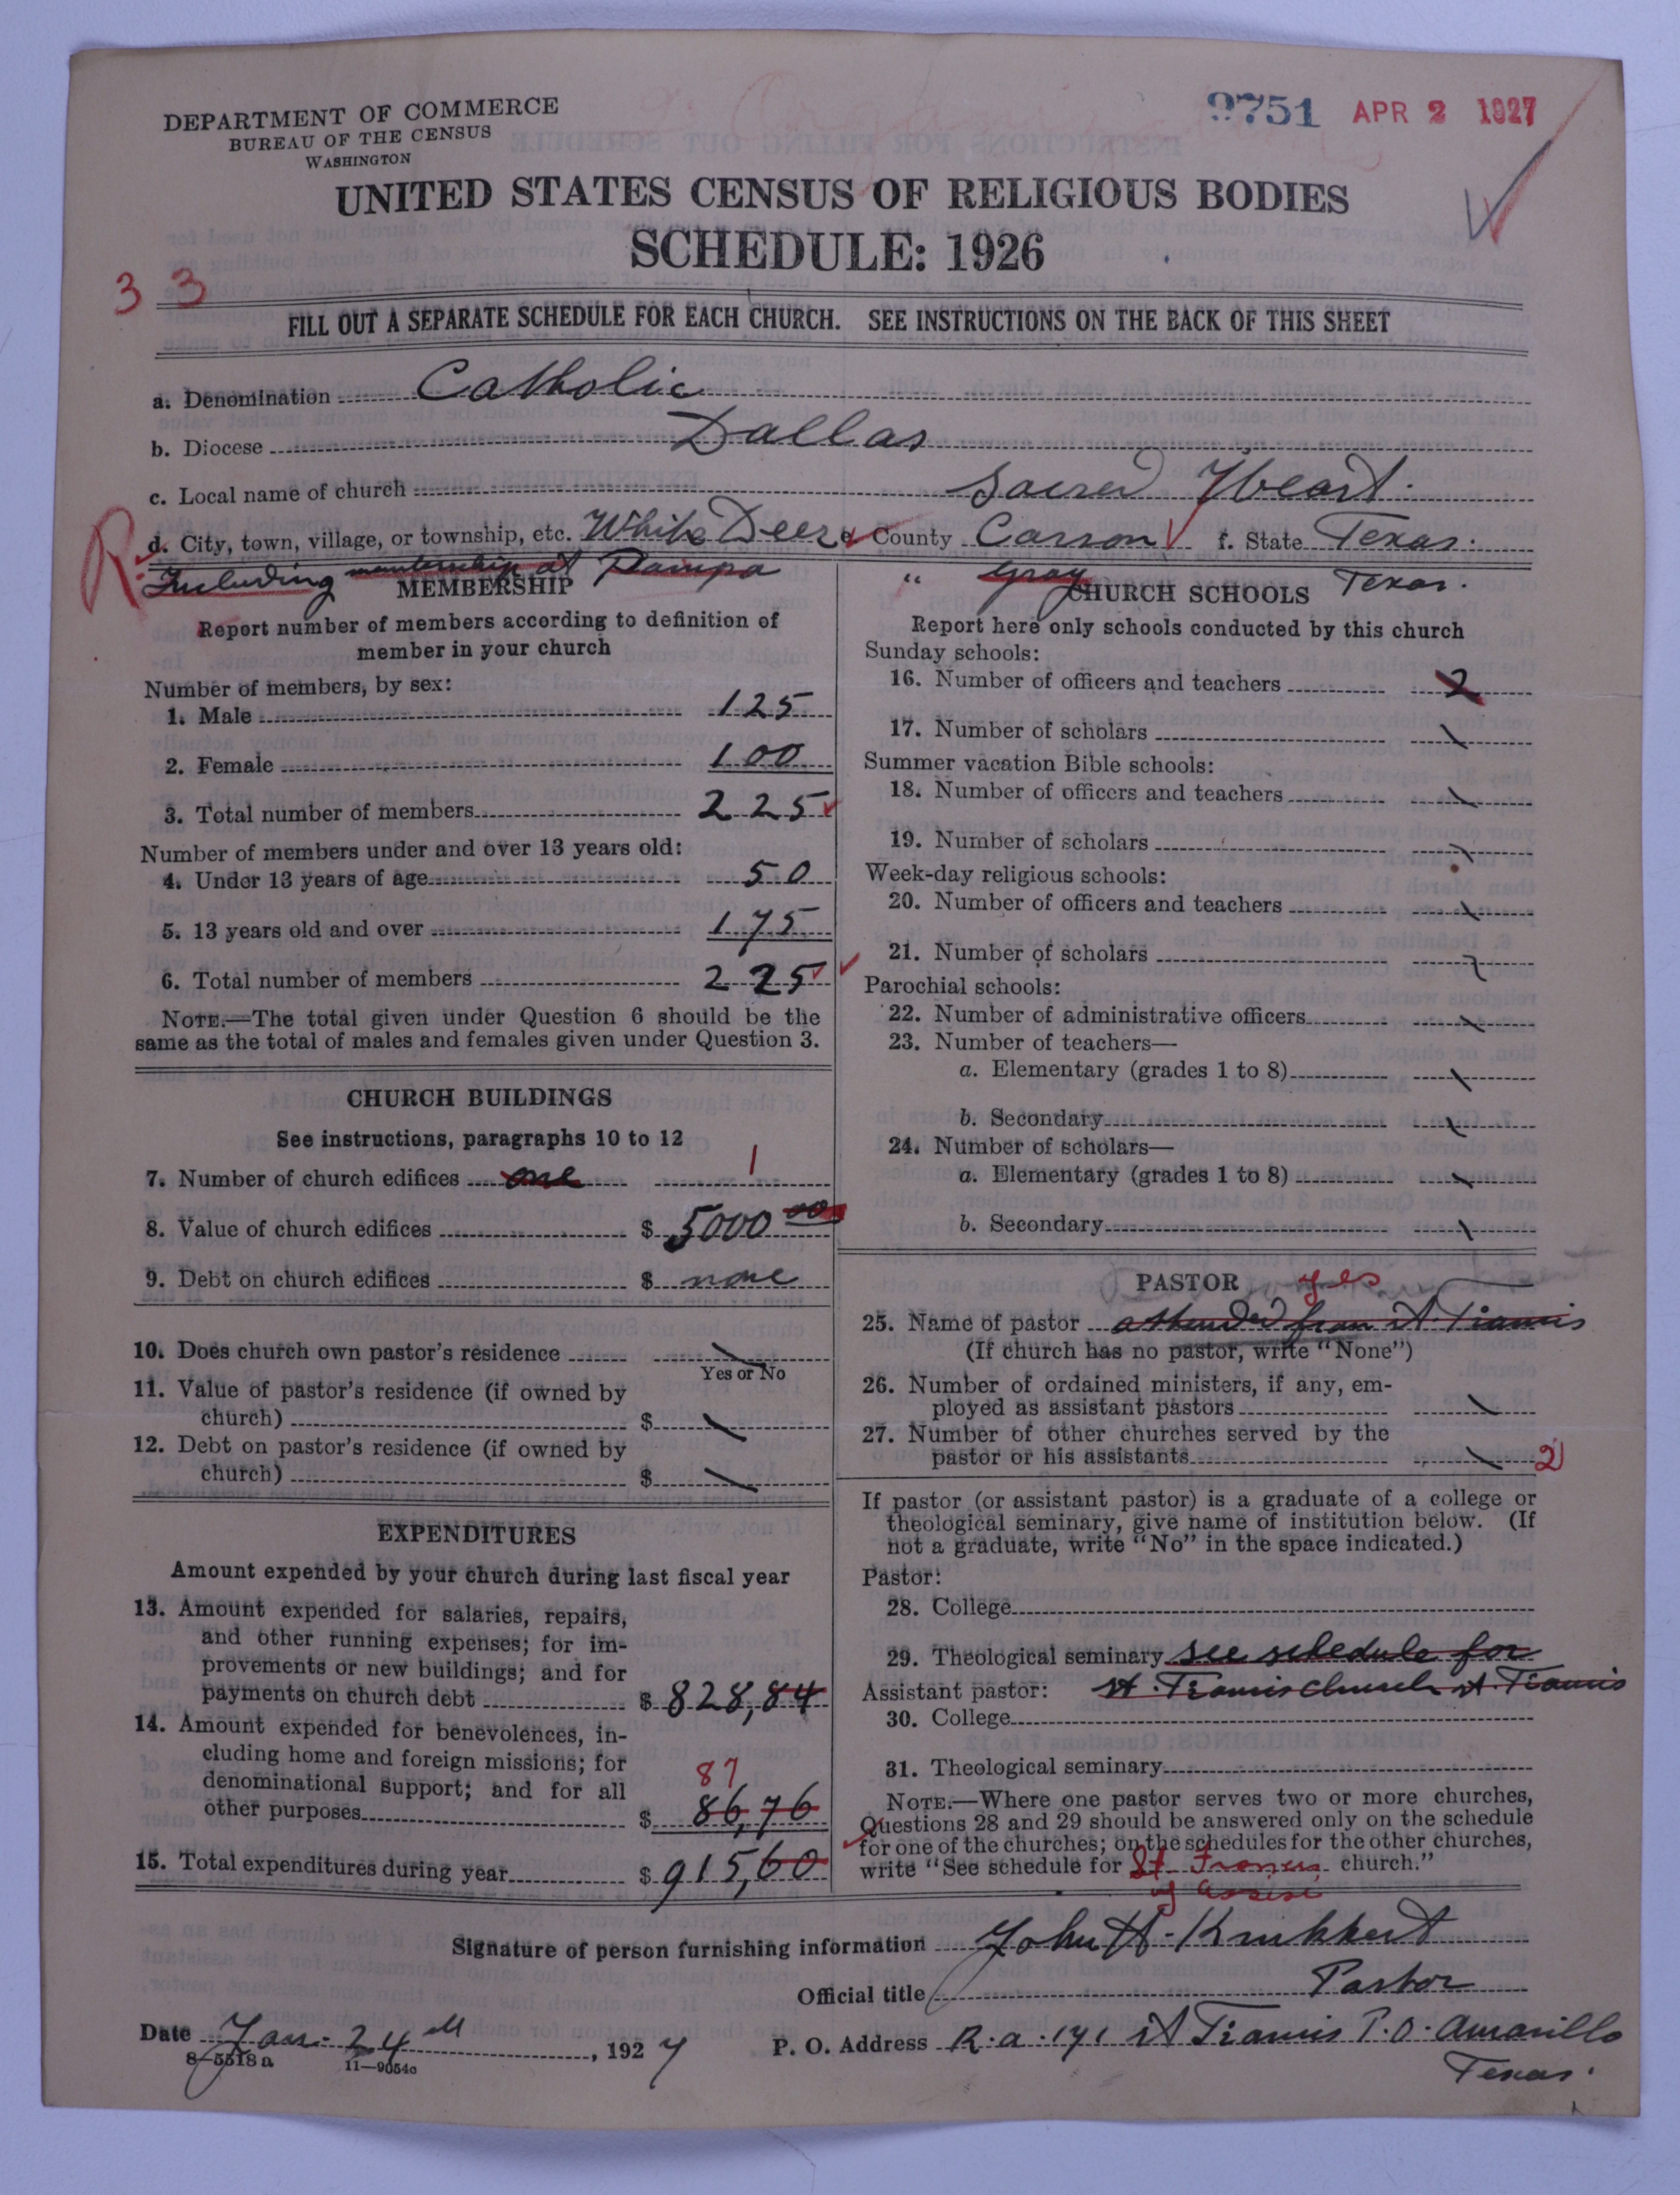 DEPARTMENT OF COMMERCE
BUREAU OF THE CENSUS
WASHINGTON
9751 APR 2 1927
UNITED STATES CENSUS OF RELIGIOUS BODIES
SCHEDULE: 1926
3 3
FILL OUT A SEPARATE SCHEDULE FOR EACH CHURCH. SEE INSTRUCTIONS ON THE BACK OF THIS SHEET
a. Denomination Catholic
b. Diocese Dallas
c. Local name of church Sacred Heart.
R. d. City, town, village, or township, etc. White Deer e. County Carson f. State Texas.
Including membership at Pampa " Gray Texas.
MEMBERSHIP
Report number of members according to definition of
member in your church
Number of members, by sex:
1. Male 125
2. Female 100
3. Total number of members 225
Number of members under and over 13 years old:
4. Under 13 years of age 50
5. 13 years old and over 175
6. Total number of members 225
NOTE.—The total given under Question 6 should be the
same as the total of males and females given under Question 3.
CHURCH BUILDINGS
See instructions, paragraphs 10 to 12
7. Number of church edifices one 1
8. Value of church edifices $ 5000 00
9. Debt on church edifices $ none
10. Does church own pastor's residence \
Yes or No
11. Value of pastor's residence (if owned by
church) $ \
12. Debt on pastor's residence (if owned by
church) $ \
EXPENDITURES
Amount expended by your church during last fiscal year
13. Amount expended for salaries, repairs,
and other running expenses; for im-
provements or new buildings; and for
payments on church debt $ 828,84
14. Amount expended for benevolences, in-
cluding home and foreign missions; for
denominational support; and for all
87
other purposes $ 86,76
15. Total expenditures during year $ 915,60
CHURCH SCHOOLS
Report here only schools conducted by this church
Sunday schools:
16. Number of officers and teachers 2
17. Number of scholars \
Summer vacation Bible schools:
18. Number of officers and teachers \
19. Number of scholars \
Week-day religious schools:
20. Number of officers and teachers \
21. Number of scholars \
Parochial schools:
22. Number of administrative officers \
23. Number of teachers—
a. Elementary (grades 1 to 8) \
b. Secondary \
24. Number of scholars—
a. Elementary (grades 1 to 8) \
b. Secondary \
PASTOR yes
25. Name of pastor attended from St. Francis
(If church has no pastor, write "None")
26. Number of ordained ministers, if any, em-
ployed as assistant pastors \
27. Number of other churches served by the
pastor or his assistants \ 2
If pastor (or assistant pastor) is a graduate of a college or
theological seminary, give name of institution below. (If
not a graduate, write "No" in the space indicated.)
Pastor:
28. College
29. Theological seminary see schedule for
Assistant pastor: St. Francis church St. Francis
30. College
31. Theological seminary
NOTE.—Where one pastor serves two or more churches,
Questions 28 and 29 should be answered only on the schedule
for one of the churches; on the schedules for the other churches,
write "See schedule for St. Francis church."
of Assisi
Signature of person furnishing information John H.
Official title Pastor
Date Jan. 24th, 1927 P. O. Address R.a.171 St Francis P.O. Amarillo
Texas.
8—5518 a 11—9054c